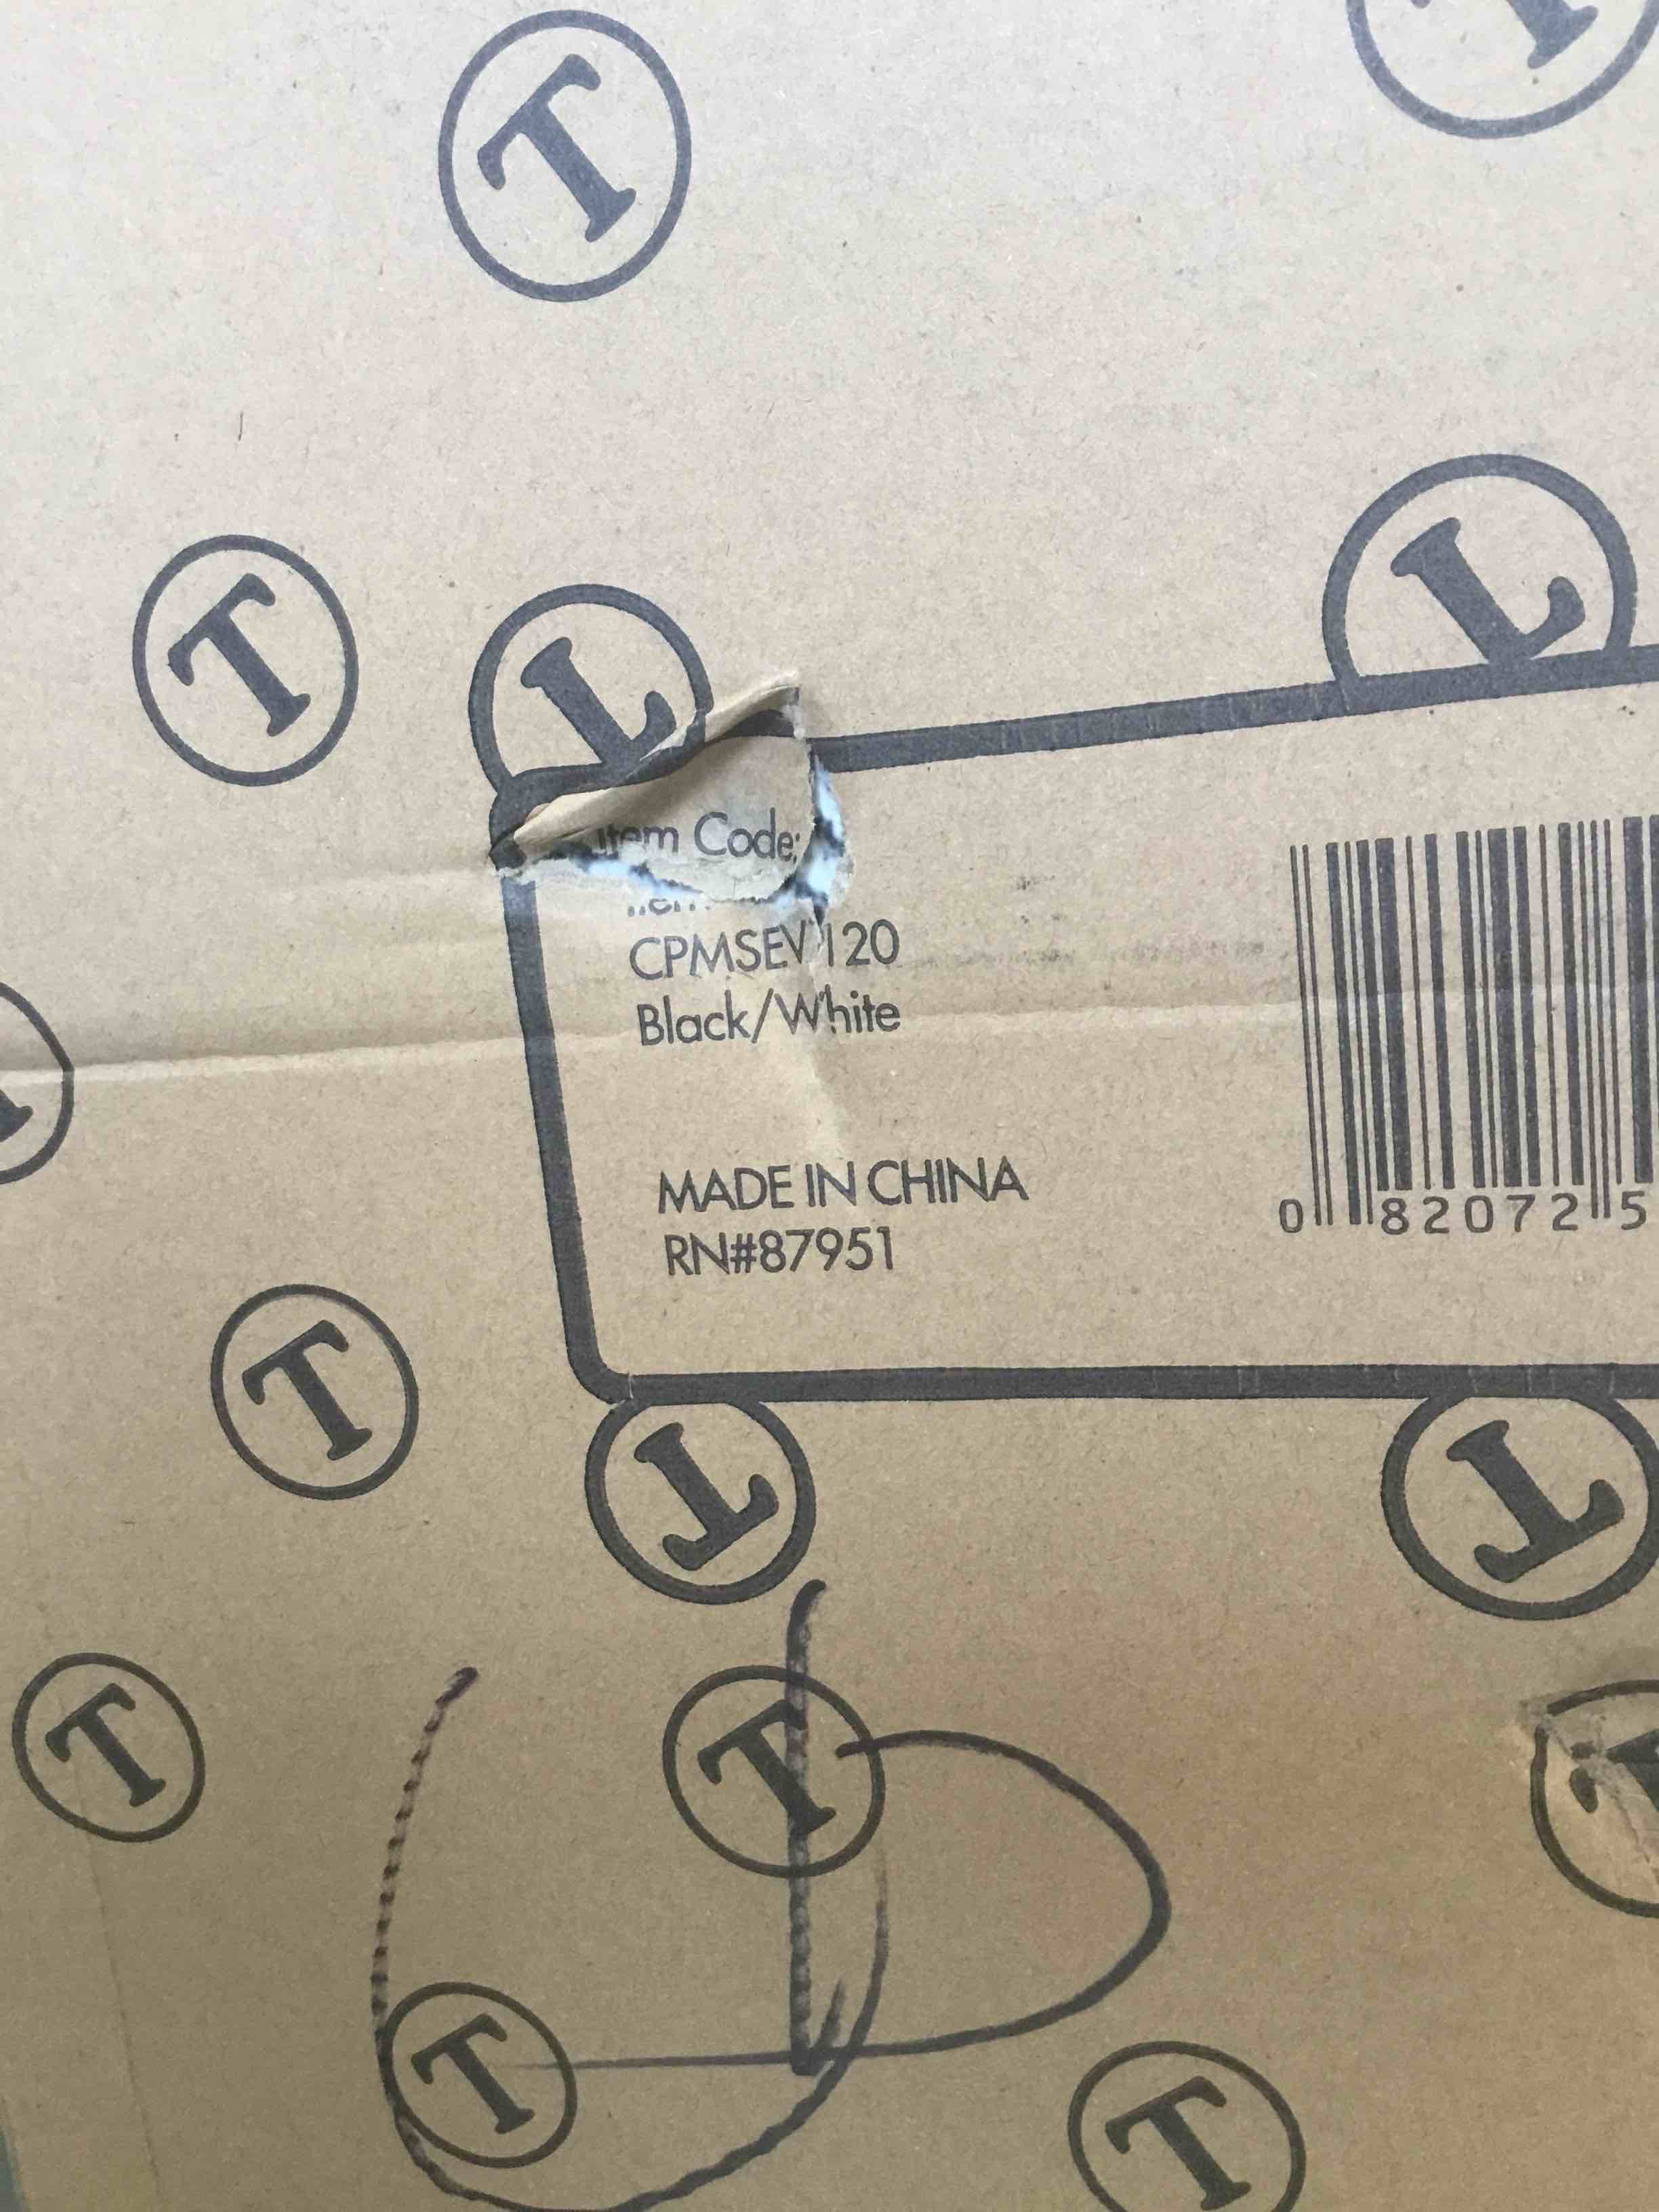 T
T
T
L
L
Item Code:
CPMSEV120
Black/White
MADE IN CHINA
RN#87951
0 82072 5
T
T
T
T
T
T
T